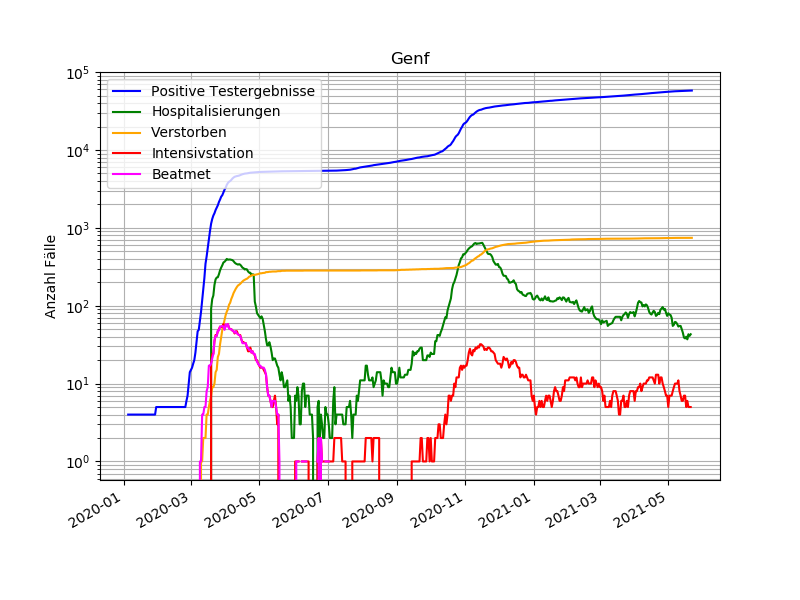 Genf
Positive Testergebnisse
Hospitalisierungen
Verstorben
Intensivstation
Beatmet
Anzahl Fälle
10^5
10^4
10^3
10^2
10^1
10^0
2020-01
2020-03
2020-05
2020-07
2020-09
2020-11
2021-01
2021-03
2021-05